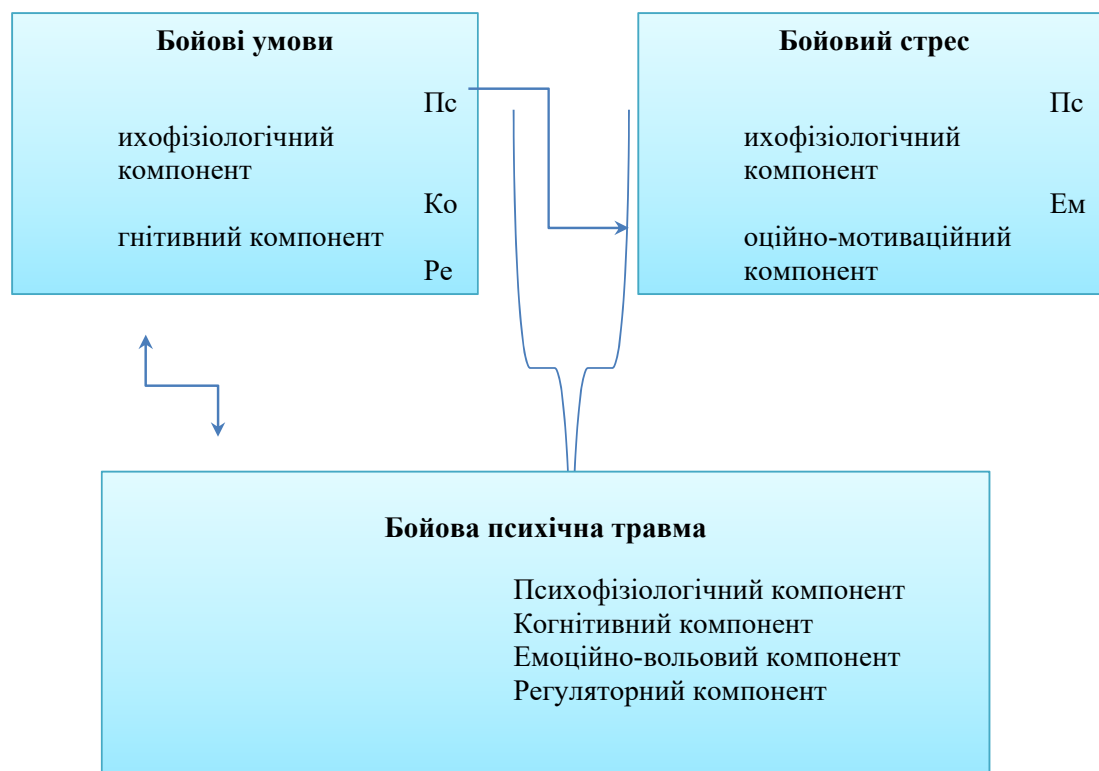 Бойові умови
Пс
ихофізіологічний
компонент
Ко
гнітивний компонент
Ре
Бойовий стрес
Пс
ихофізіологічний
компонент
Ем
оційно-мотиваційний
компонент
Бойова психічна травма
Психофізіологічний компонент
Когнітивний компонент
Емоційно-вольовий компонент
Регуляторний компонент